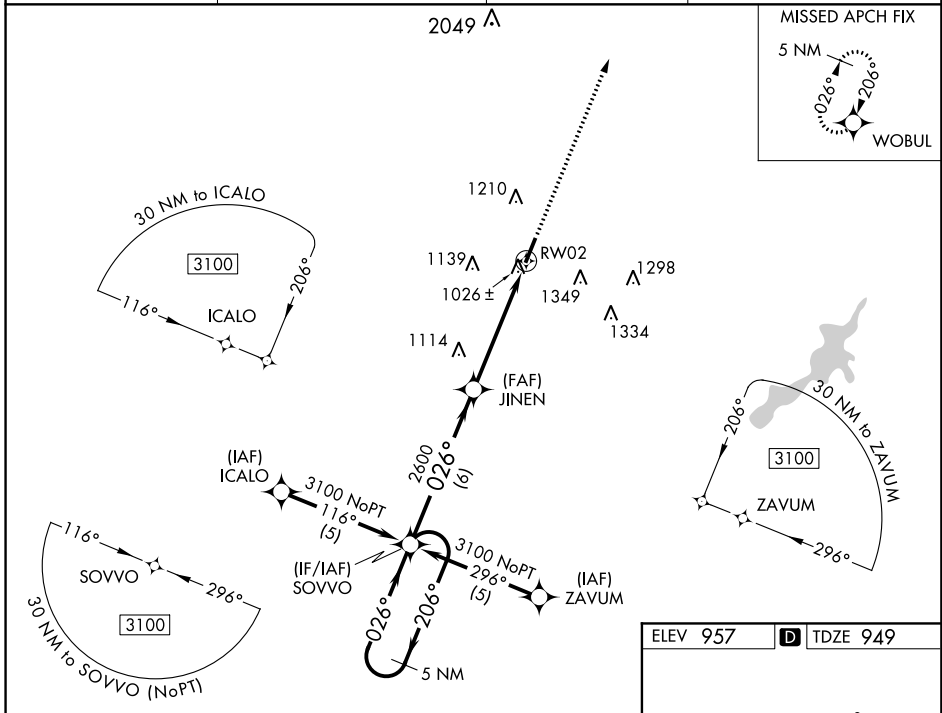 2049
MISSED APCH FIX
5 NM
026°
206°
WOBUL
30 NM to ICALO
3100
116°
206°
ICALO
1210
1139
RW02
1026 ±
1349
1298
1334
1114
(FAF)
JINEN
2600
026°
(6)
(IAF)
ICALO
3100 NoPT
116°
(5)
(IF/IAF)
SOVVO
3100 NoPT
296°
(5)
(IAF)
ZAVUM
026°
206°
5 NM
206°
30 NM to ZAVUM
3100
ZAVUM
296°
116°
SOVVO
296°
3100
30 NM to SOVVO (NoPT)
ELEV 957
D
TDZE 949